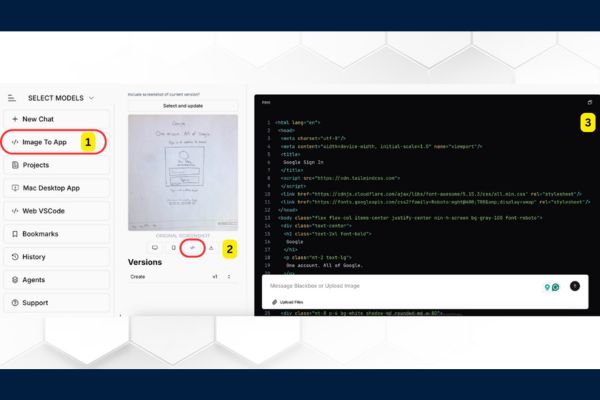 SELECT MODELS
+ New Chat
</> Image To App
1
Projects
Mac Desktop App
</> Web VSCode
Bookmarks
History
Agents
Support
Include screenshot of current version?
Select and update
Google
One account. All of Google.
ORIGINAL SCREENSHOT
</>
2
Versions
Create
v1
html
3
1 <html lang="en">
2 <head>
3 <meta charset="utf-8"/>
4 <meta content="width=device-width, initial-scale=1.0" name="viewport"/>
5 <title>
6 Google Sign In
7 </title>
8 <script src="https://cdn.tailwindcss.com">
9 </script>
10 <link href="https://cdnjs.cloudflare.com/ajax/libs/font-awesome/5.15.3/css/all.min.css" rel="stylesheet"/>
11 <link href="https://fonts.googleapis.com/css2?family=Roboto:wght@400;700&amp;display=swap" rel="stylesheet"/>
12 </head>
13 <body class="flex flex-col items-center justify-center min-h-screen bg-gray-100 font-roboto">
14 <div class="text-center">
15 <h1 class="text-2xl font-bold">
16 Google
17 </h1>
18 <p class="mt-2 text-lg">
19 One account. All of Google.
20 </p>
Message Blackbox or Upload Image
Upload Files
25 <div class="mt-8 p-6 bg-white shadow-md rounded-md w-80">